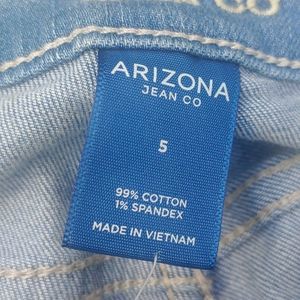 ARIZONA
JEAN CO
5
99% COTTON
1% SPANDEX
MADE IN VIETNAM